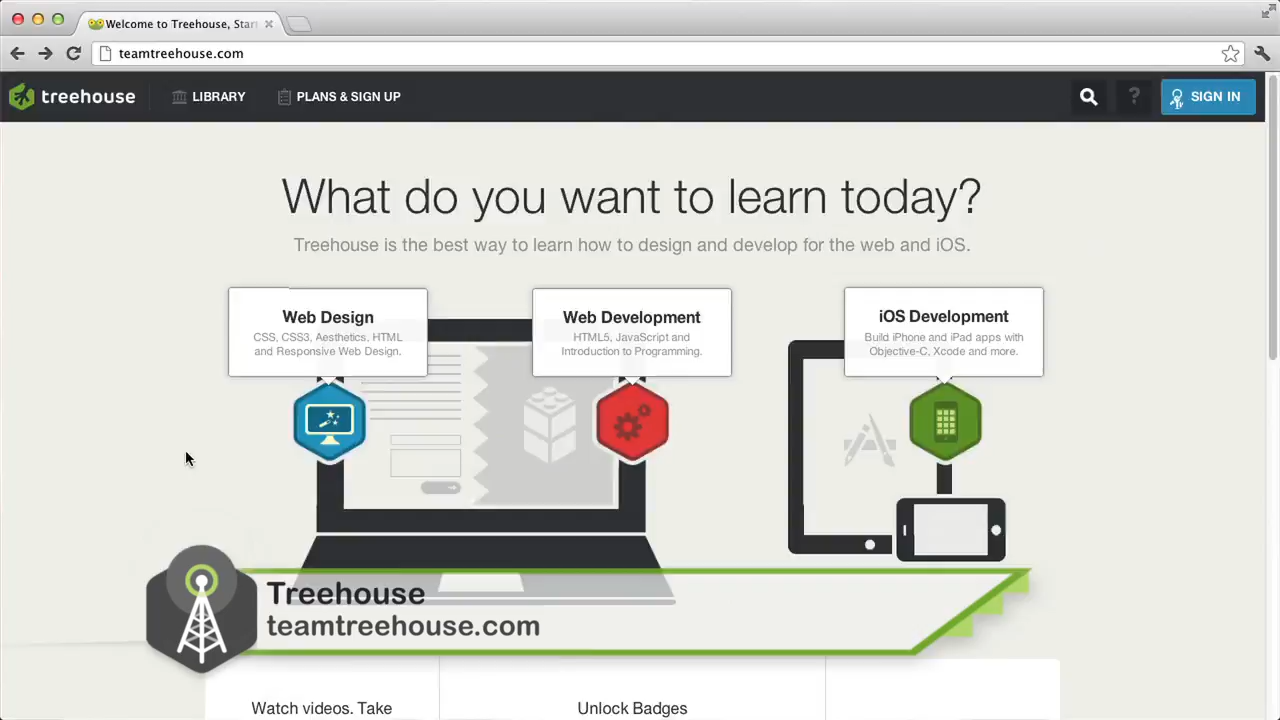 Welcome to Treehouse, Star
teamtreehouse.com
treehouse
LIBRARY
PLANS & SIGN UP
?
SIGN IN
What do you want to learn today?
Treehouse is the best way to learn how to design and develop for the web and iOS.
Web Design
CSS, CSS3, Aesthetics, HTML
and Responsive Web Design.
Web Development
HTML5, JavaScript and
Introduction to Programming.
iOS Development
Build iPhone and iPad apps with
Objective-C, Xcode and more.
Treehouse
teamtreehouse.com
Watch videos. Take
Unlock Badges